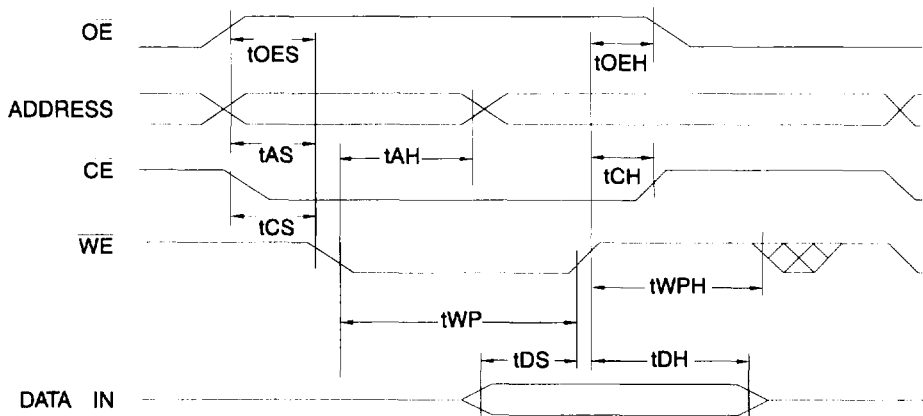 OE
tOES
tOEH
ADDRESS
tAS
tAH
CE
tCH
tCS
WE
tWPH
tWP
tDS
tDH
DATA IN